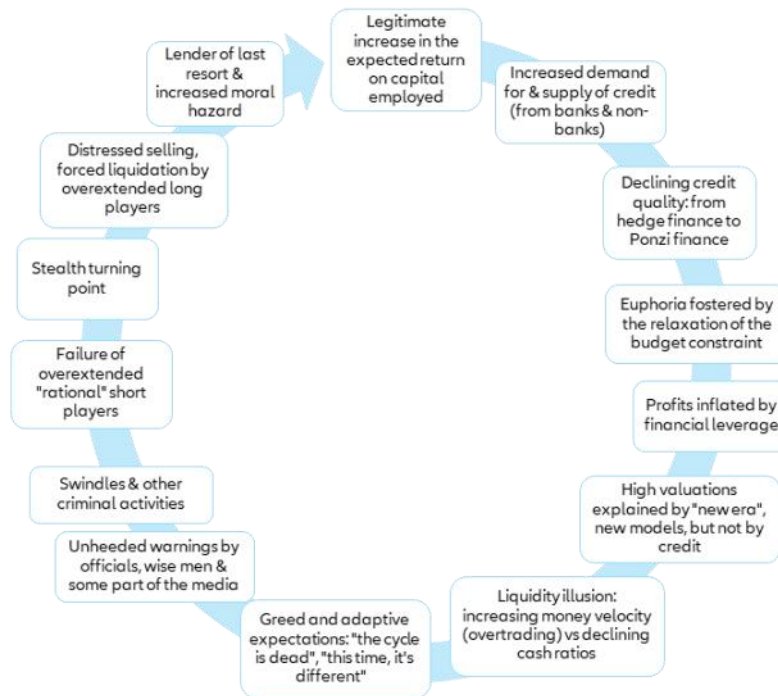 Legitimate
increase in the
expected return
on capital
employed
Increased demand
for & supply of credit
(from banks & non-
banks)
Declining credit
quality: from
hedge finance to
Ponzi finance
Euphoria fostered by
the relaxation of the
budget constraint
Profits inflated by
financial leverage
High valuations
explained by "new era",
new models, but not by
credit
Liquidity illusion:
increasing money velocity
(overtrading) vs declining
cash ratios
Greed and adaptive
expectations: "the cycle
is dead", "this time, it's
different"
Unheeded warnings by
officials, wise men &
some part of the media
Swindles & other
criminal activities
Failure of
overextended
"rational" short
players
Stealth turning
point
Distressed selling,
forced liquidation by
overextended long
players
Lender of last
resort &
increased moral
hazard